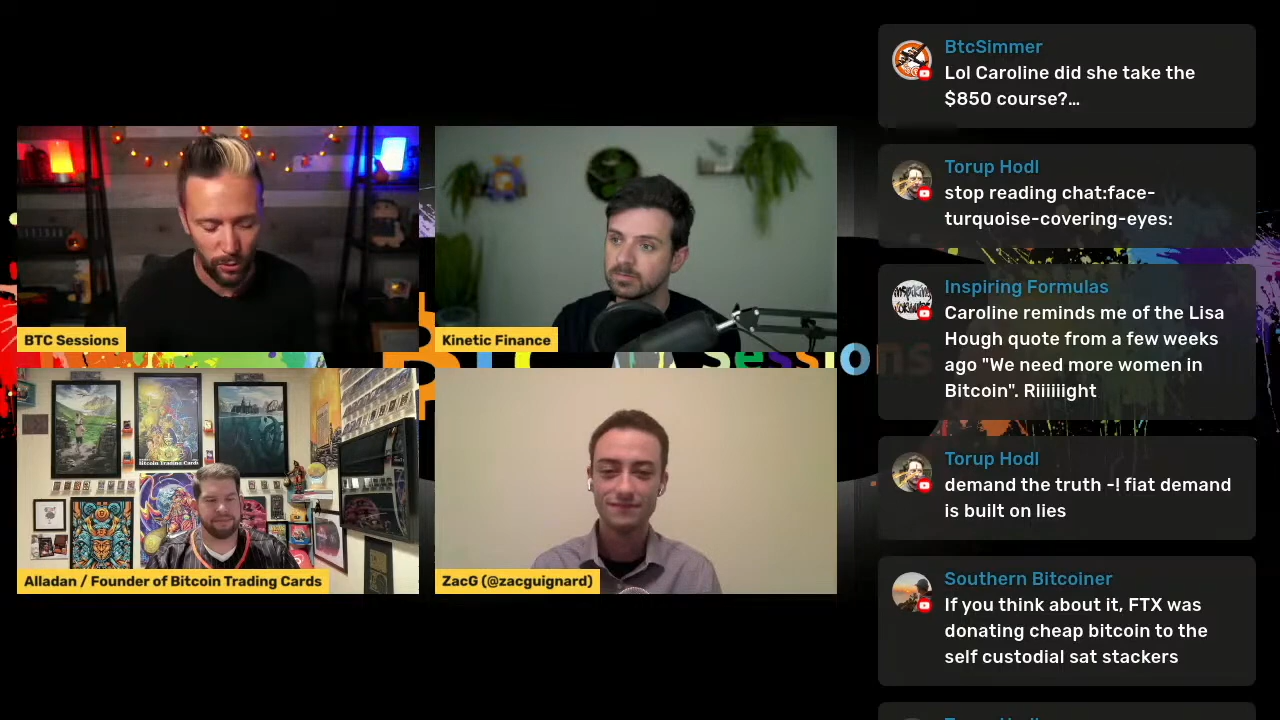 BTC Sessions
Kinetic Finance
Sessions
Bitcoin Trading Cards
Alladan / Founder of Bitcoin Trading Cards
ZacG (@zacguignard)
BtcSimmer
Lol Caroline did she take the
$850 course?...
Torup Hodl
stop reading chat:face-
turquoise-covering-eyes:
Inspiring Formulas
Caroline reminds me of the Lisa
Hough quote from a few weeks
ago "We need more women in
Bitcoin". Riiiiiight
Torup Hodl
demand the truth -! fiat demand
is built on lies
Southern Bitcoiner
If you think about it, FTX was
donating cheap bitcoin to the
self custodial sat stackers